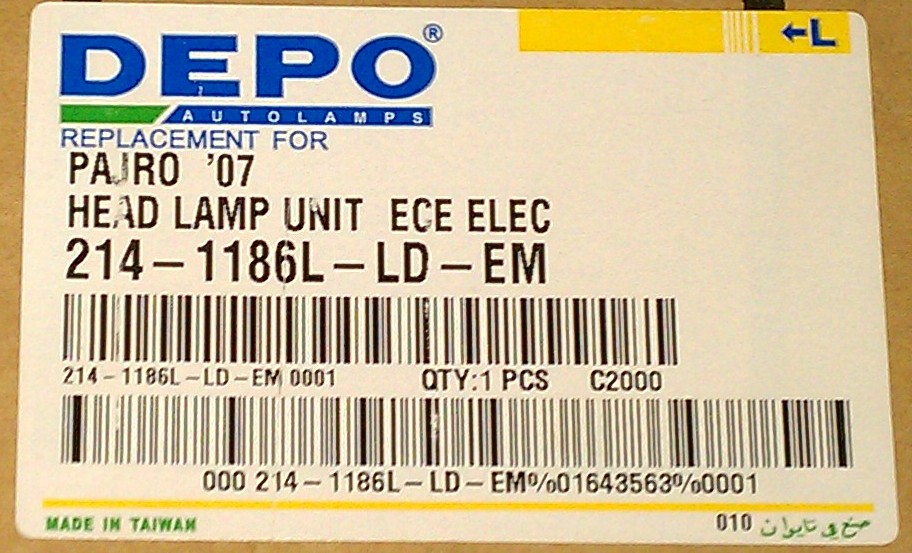 DEPO®
←L
AUTOLAMPS
REPLACEMENT FOR
PAJRO '07
HEAD LAMP UNIT ECE ELEC
214-1186L-LD-EM
214-1186L-LD-EM 0001 QTY:1 PCS C2000
000 214-1186L-LD-EM%01643563%0001
MADE IN TAIWAN 010 صنع في تايوان